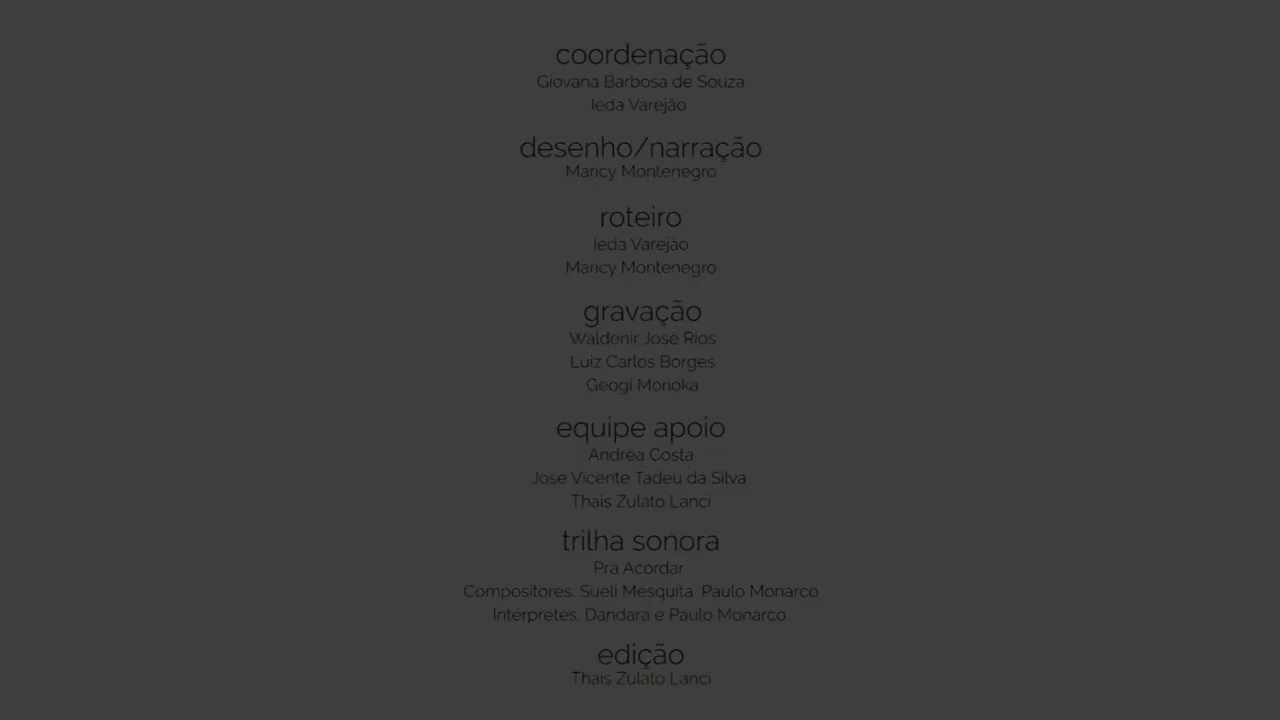 coordenação
Giovana Barbosa de Souza
Ieda Varejão
desenho/narração
Maricy Montenegro
roteiro
Ieda Varejão
Maricy Montenegro
gravação
Waldenir José Rios
Luiz Carlos Borges
Geogi Morioka
equipe apoio
Andrea Costa
José Vicente Tadeu da Silva
Thais Zulato Lanci
trilha sonora
Pra Acordar
Compositores: Sueli Mesquita Paulo Monarco
Interpretes: Dandara e Paulo Monarco
edição
Thais Zulato Lanci